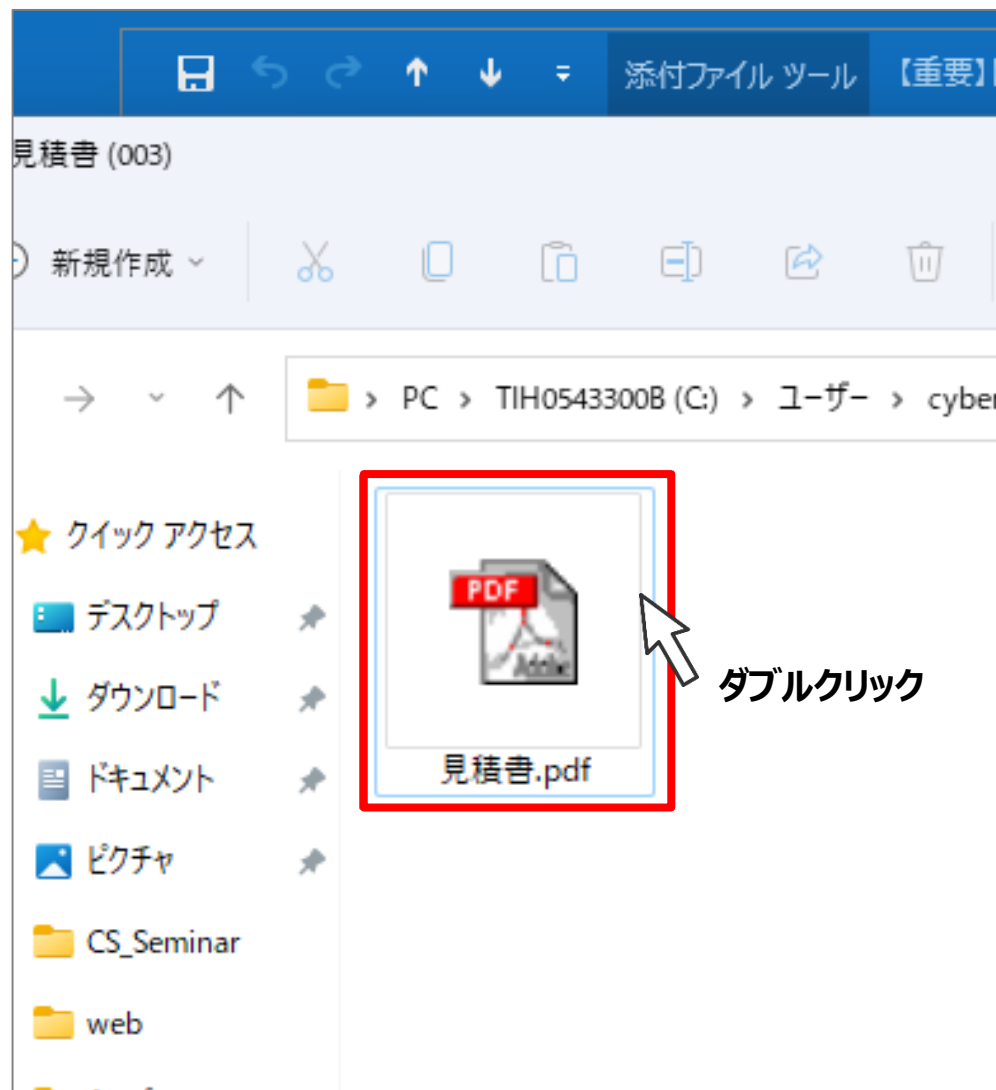 添付ファイル ツール 【重要】
見積書 (003)
新規作成
PC > TIH0543300B (C:) > ユーザー > cyber
クイック アクセス
デスクトップ
ダウンロード
ドキュメント
ピクチャ
CS_Seminar
web
PDF
Adobe
見積書.pdf
ダブルクリック